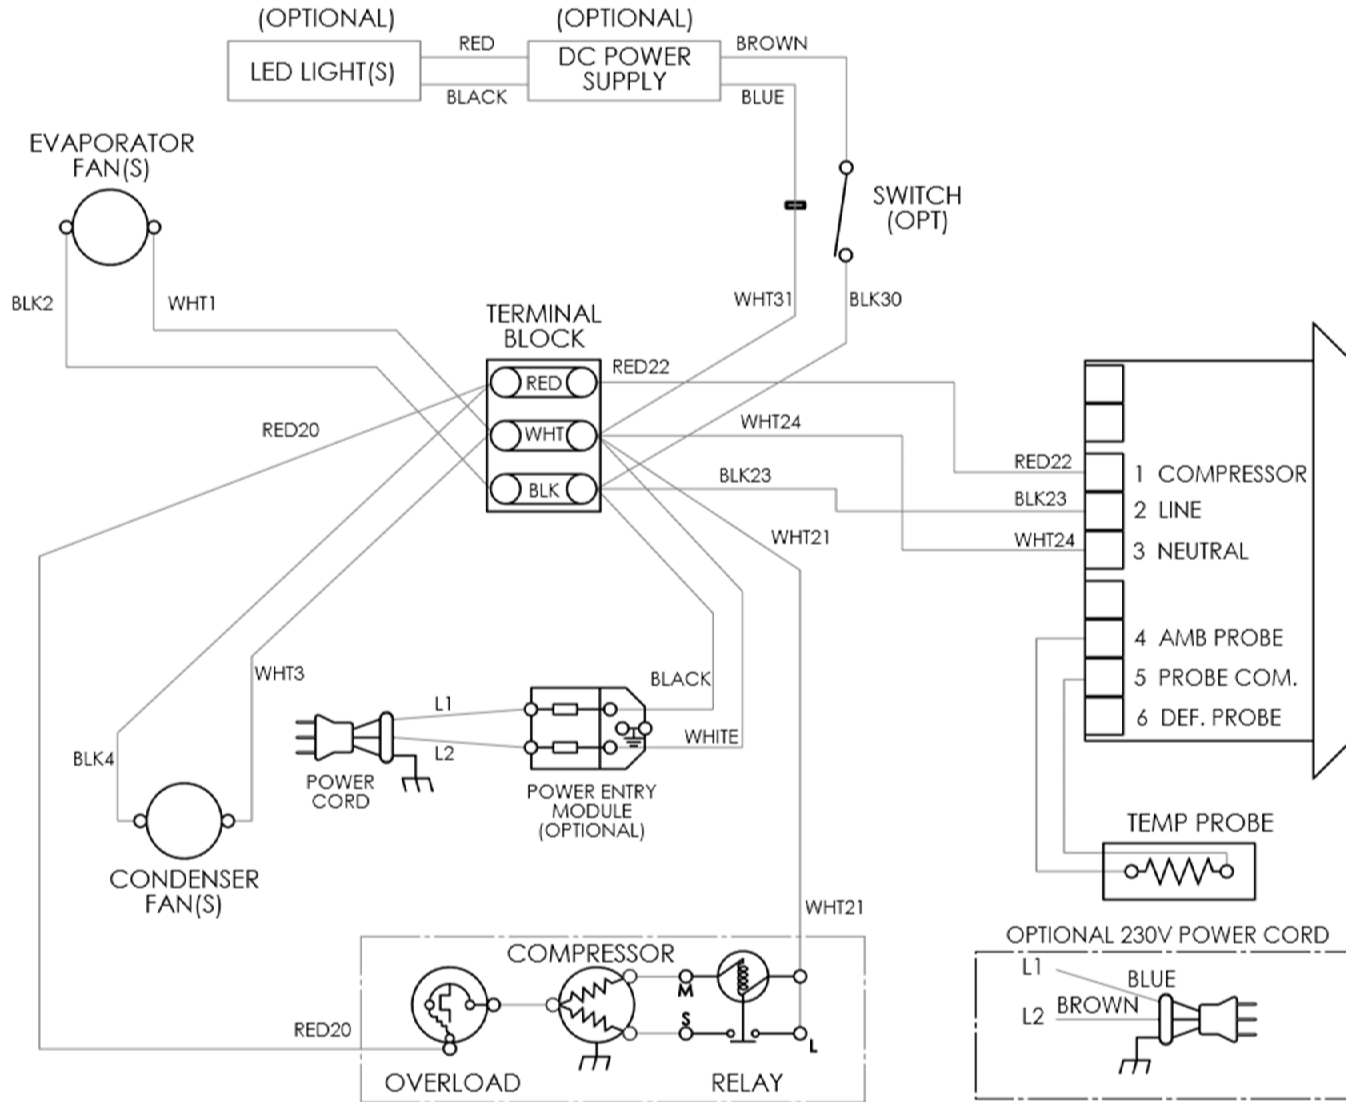 (OPTIONAL)
(OPTIONAL)
LED LIGHT(S)
RED
BLACK
DC POWER
SUPPLY
BROWN
BLUE
EVAPORATOR
FAN(S)
SWITCH
(OPT)
BLK2
WHT1
WHT31
BLK30
TERMINAL
BLOCK
RED
WHT
BLK
RED22
RED20
WHT24
BLK23
WHT21
RED22
BLK23
WHT24
1 COMPRESSOR
2 LINE
3 NEUTRAL
4 AMB PROBE
5 PROBE COM.
6 DEF. PROBE
WHT3
BLK4
L1
L2
POWER
CORD
BLACK
WHITE
POWER ENTRY
MODULE
(OPTIONAL)
CONDENSER
FAN(S)
TEMP PROBE
WHT21
COMPRESSOR
M
S
L
RED20
OVERLOAD
RELAY
OPTIONAL 230V POWER CORD
L1
BLUE
L2
BROWN